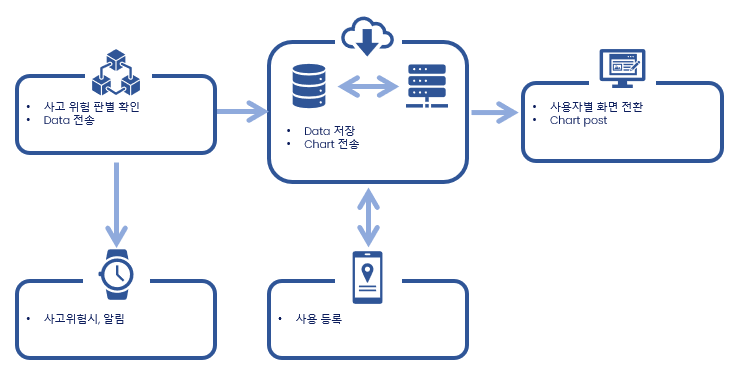 • 사고 위험 판별 확인
• Data 전송
• Data 저장
• Chart 전송
• 사용자별 화면 전환
• Chart post
• 사고위험시, 알림
• 사용 등록